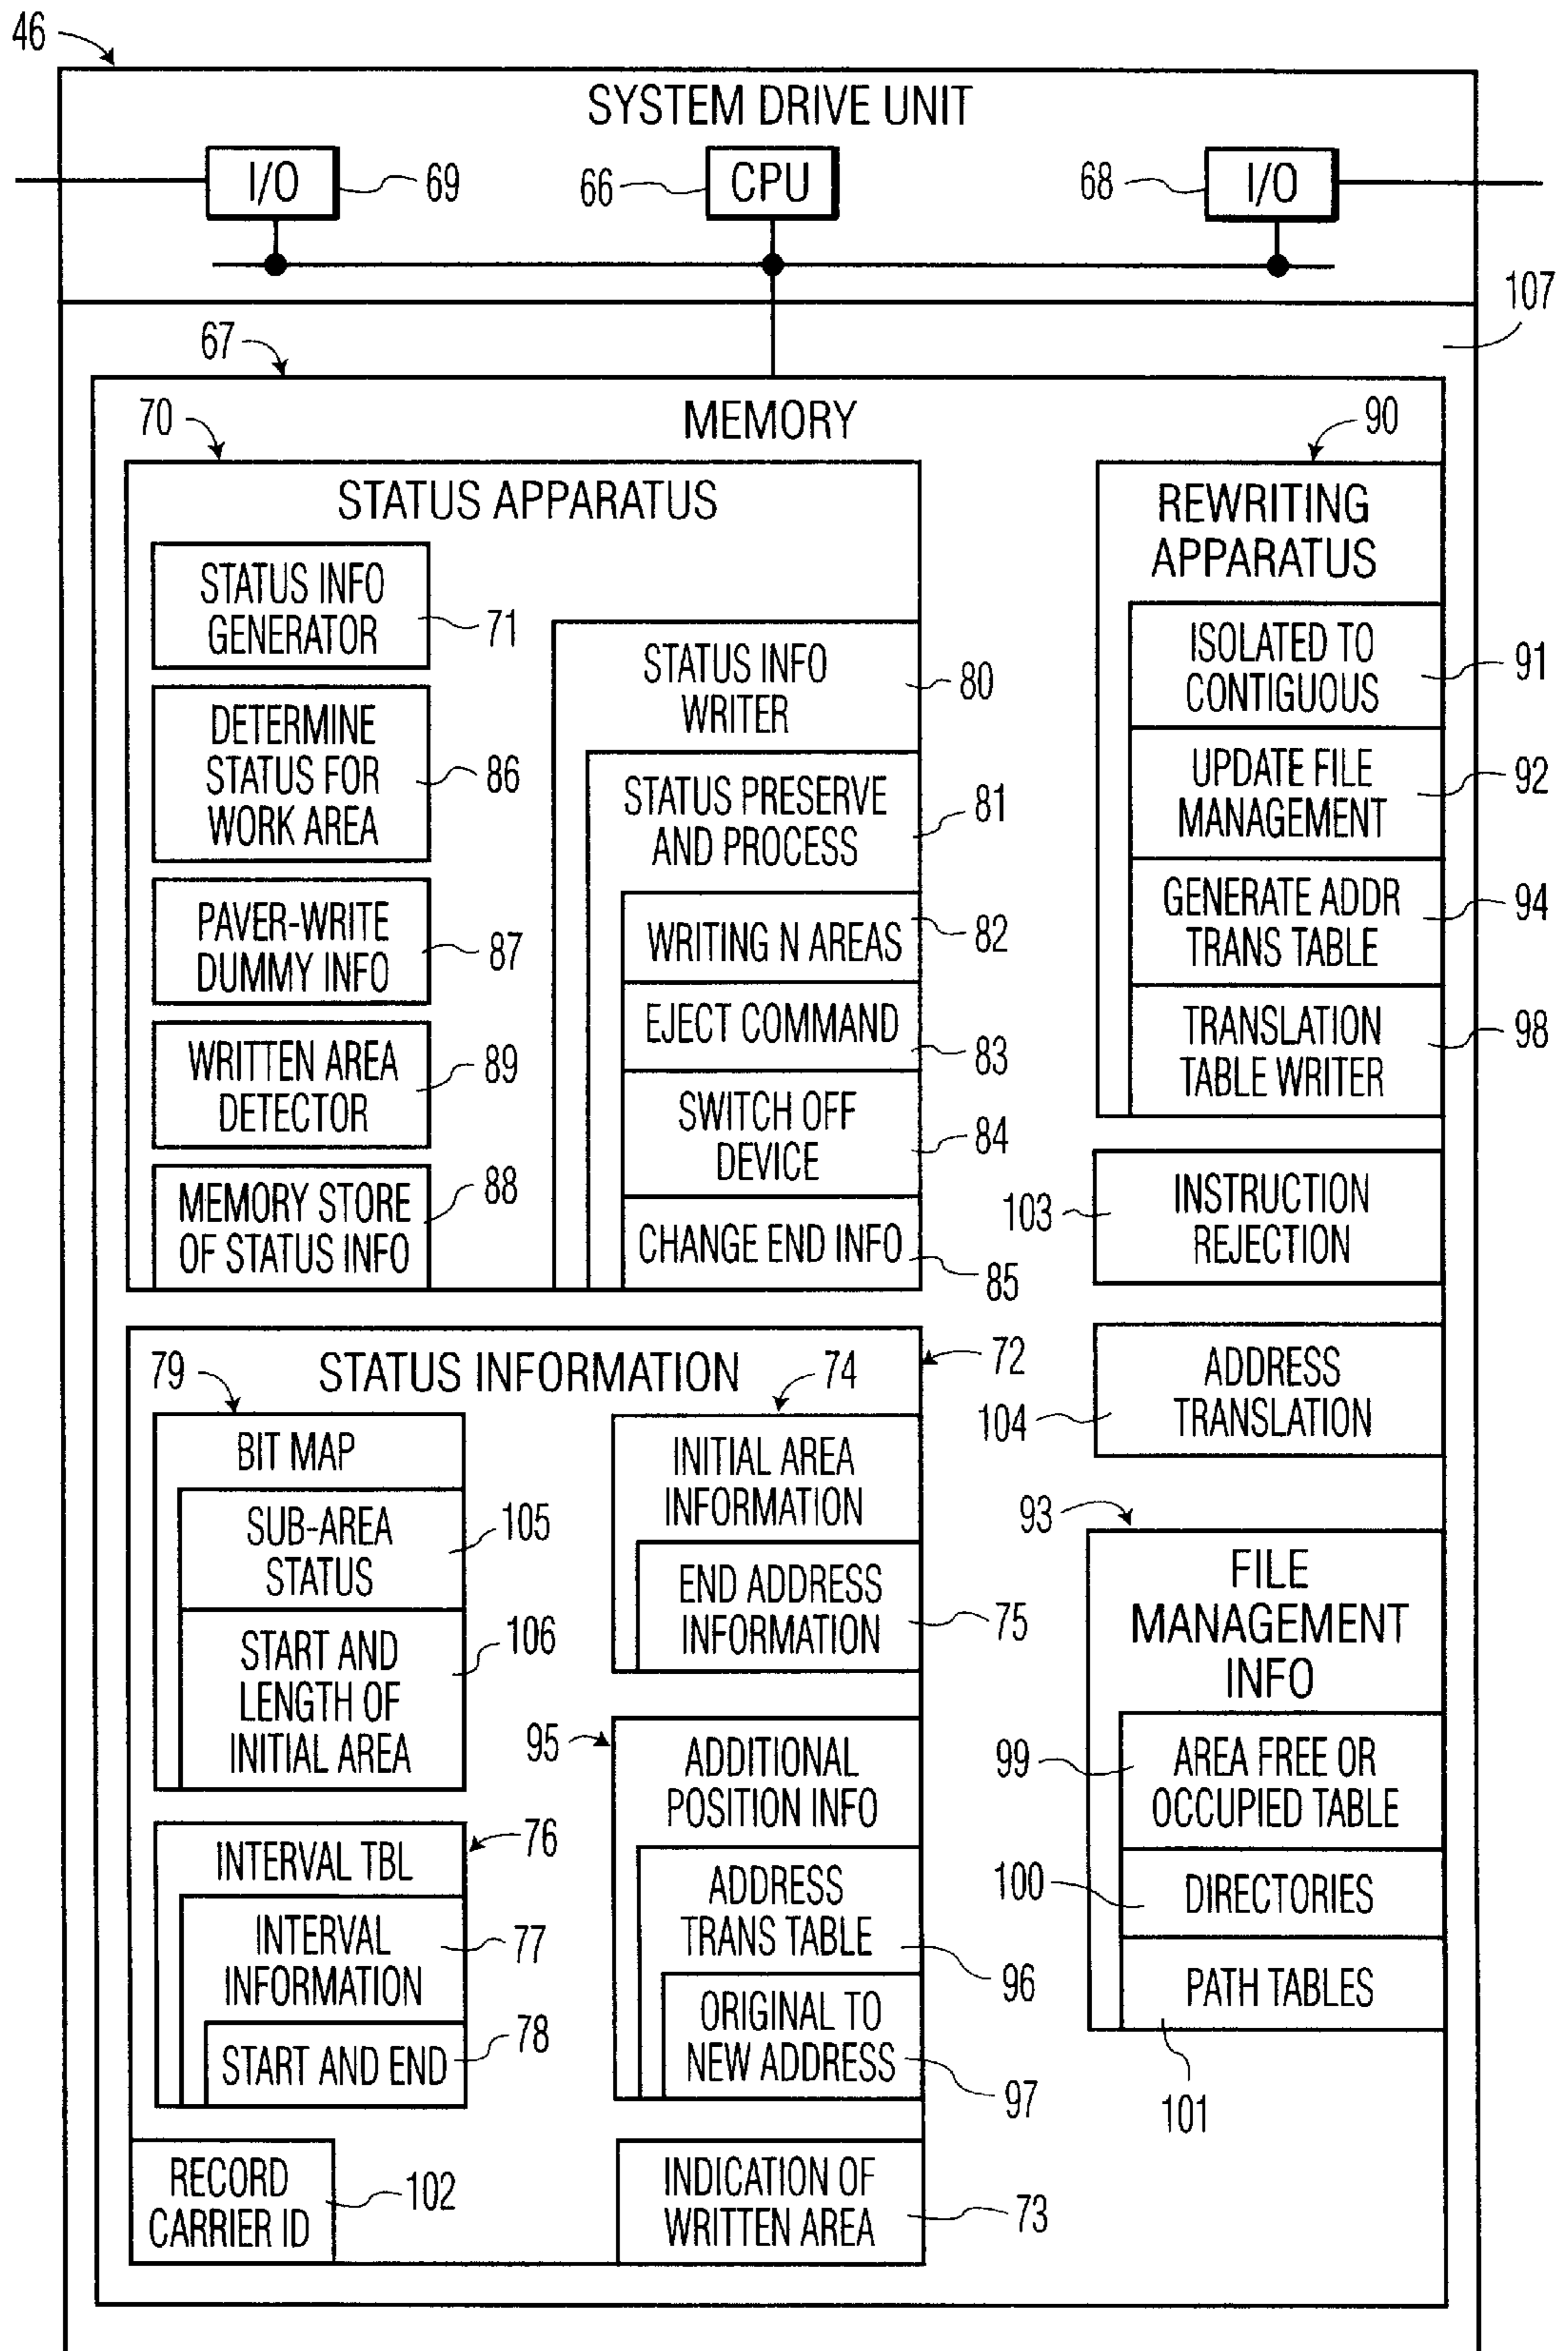 46
SYSTEM DRIVE UNIT
I/O
69
66
CPU
68
I/O
107
67
MEMORY
70
STATUS APPARATUS
STATUS INFO
GENERATOR
71
DETERMINE
STATUS FOR
WORK AREA
86
PAVER-WRITE
DUMMY INFO
87
WRITTEN AREA
DETECTOR
89
MEMORY STORE
OF STATUS INFO
88
STATUS INFO
WRITER
80
STATUS PRESERVE
AND PROCESS
81
WRITING N AREAS
82
EJECT COMMAND
83
SWITCH OFF
DEVICE
84
CHANGE END INFO
85
90
REWRITING
APPARATUS
ISOLATED TO
CONTIGUOUS
91
UPDATE FILE
MANAGEMENT
92
GENERATE ADDR
TRANS TABLE
94
TRANSLATION
TABLE WRITER
98
103
INSTRUCTION
REJECTION
104
ADDRESS
TRANSLATION
72
STATUS INFORMATION
79
BIT MAP
SUB-AREA
STATUS
105
START AND
LENGTH OF
INITIAL AREA
106
INTERVAL TBL
76
INTERVAL
INFORMATION
77
START AND END
78
RECORD
CARRIER ID
102
74
INITIAL AREA
INFORMATION
END ADDRESS
INFORMATION
75
95
ADDITIONAL
POSITION INFO
ADDRESS
TRANS TABLE
96
ORIGINAL TO
NEW ADDRESS
97
INDICATION OF
WRITTEN AREA
73
93
FILE
MANAGEMENT
INFO
99
AREA FREE OR
OCCUPIED TABLE
100
DIRECTORIES
PATH TABLES
101